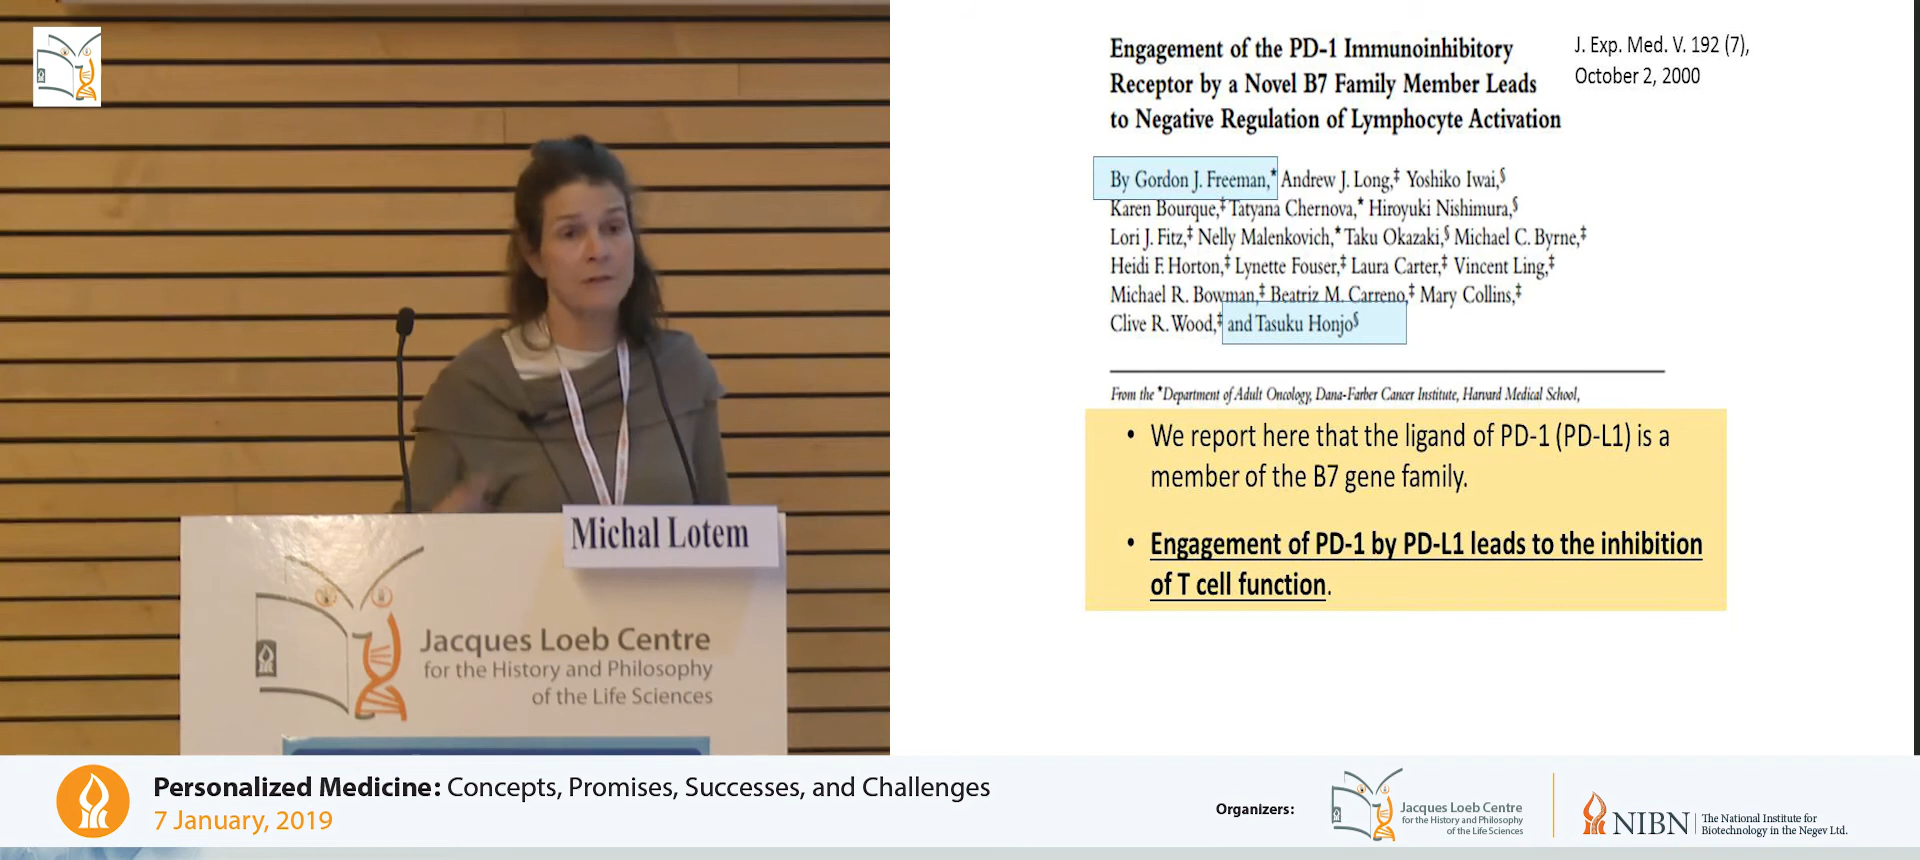 Engagement of the PD-1 Immunoinhibitory
Receptor by a Novel B7 Family Member Leads
to Negative Regulation of Lymphocyte Activation
J. Exp. Med. V. 192 (7),
October 2, 2000
By Gordon J. Freeman,* Andrew J. Long,‡ Yoshiko Iwai,§
Karen Bourque,‡ Tatyana Chernova,* Hiroyuki Nishimura,§
Lori J. Fitz,‡ Nelly Malenkovich,* Taku Okazaki,§ Michael C. Byrne,‡
Heidi F. Horton,‡ Lynette Fouser,‡ Laura Carter,‡ Vincent Ling,‡
Michael R. Bowman,‡ Beatriz M. Carreno,‡ Mary Collins,‡
Clive R. Wood,‡ and Tasuku Honjo§
From the *Department of Adult Oncology, Dana-Farber Cancer Institute, Harvard Medical School,
• We report here that the ligand of PD-1 (PD-L1) is a
member of the B7 gene family.
• Engagement of PD-1 by PD-L1 leads to the inhibition
of T cell function.
Michal Lotem
Jacques Loeb Centre
for the History and Philosophy
of the Life Sciences
Personalized Medicine: Concepts, Promises, Successes, and Challenges
7 January, 2019
Organizers:
Jacques Loeb Centre
for the History and Philosophy
of the Life Sciences
NIBN
The National Institute for
Biotechnology in the Negev Ltd.